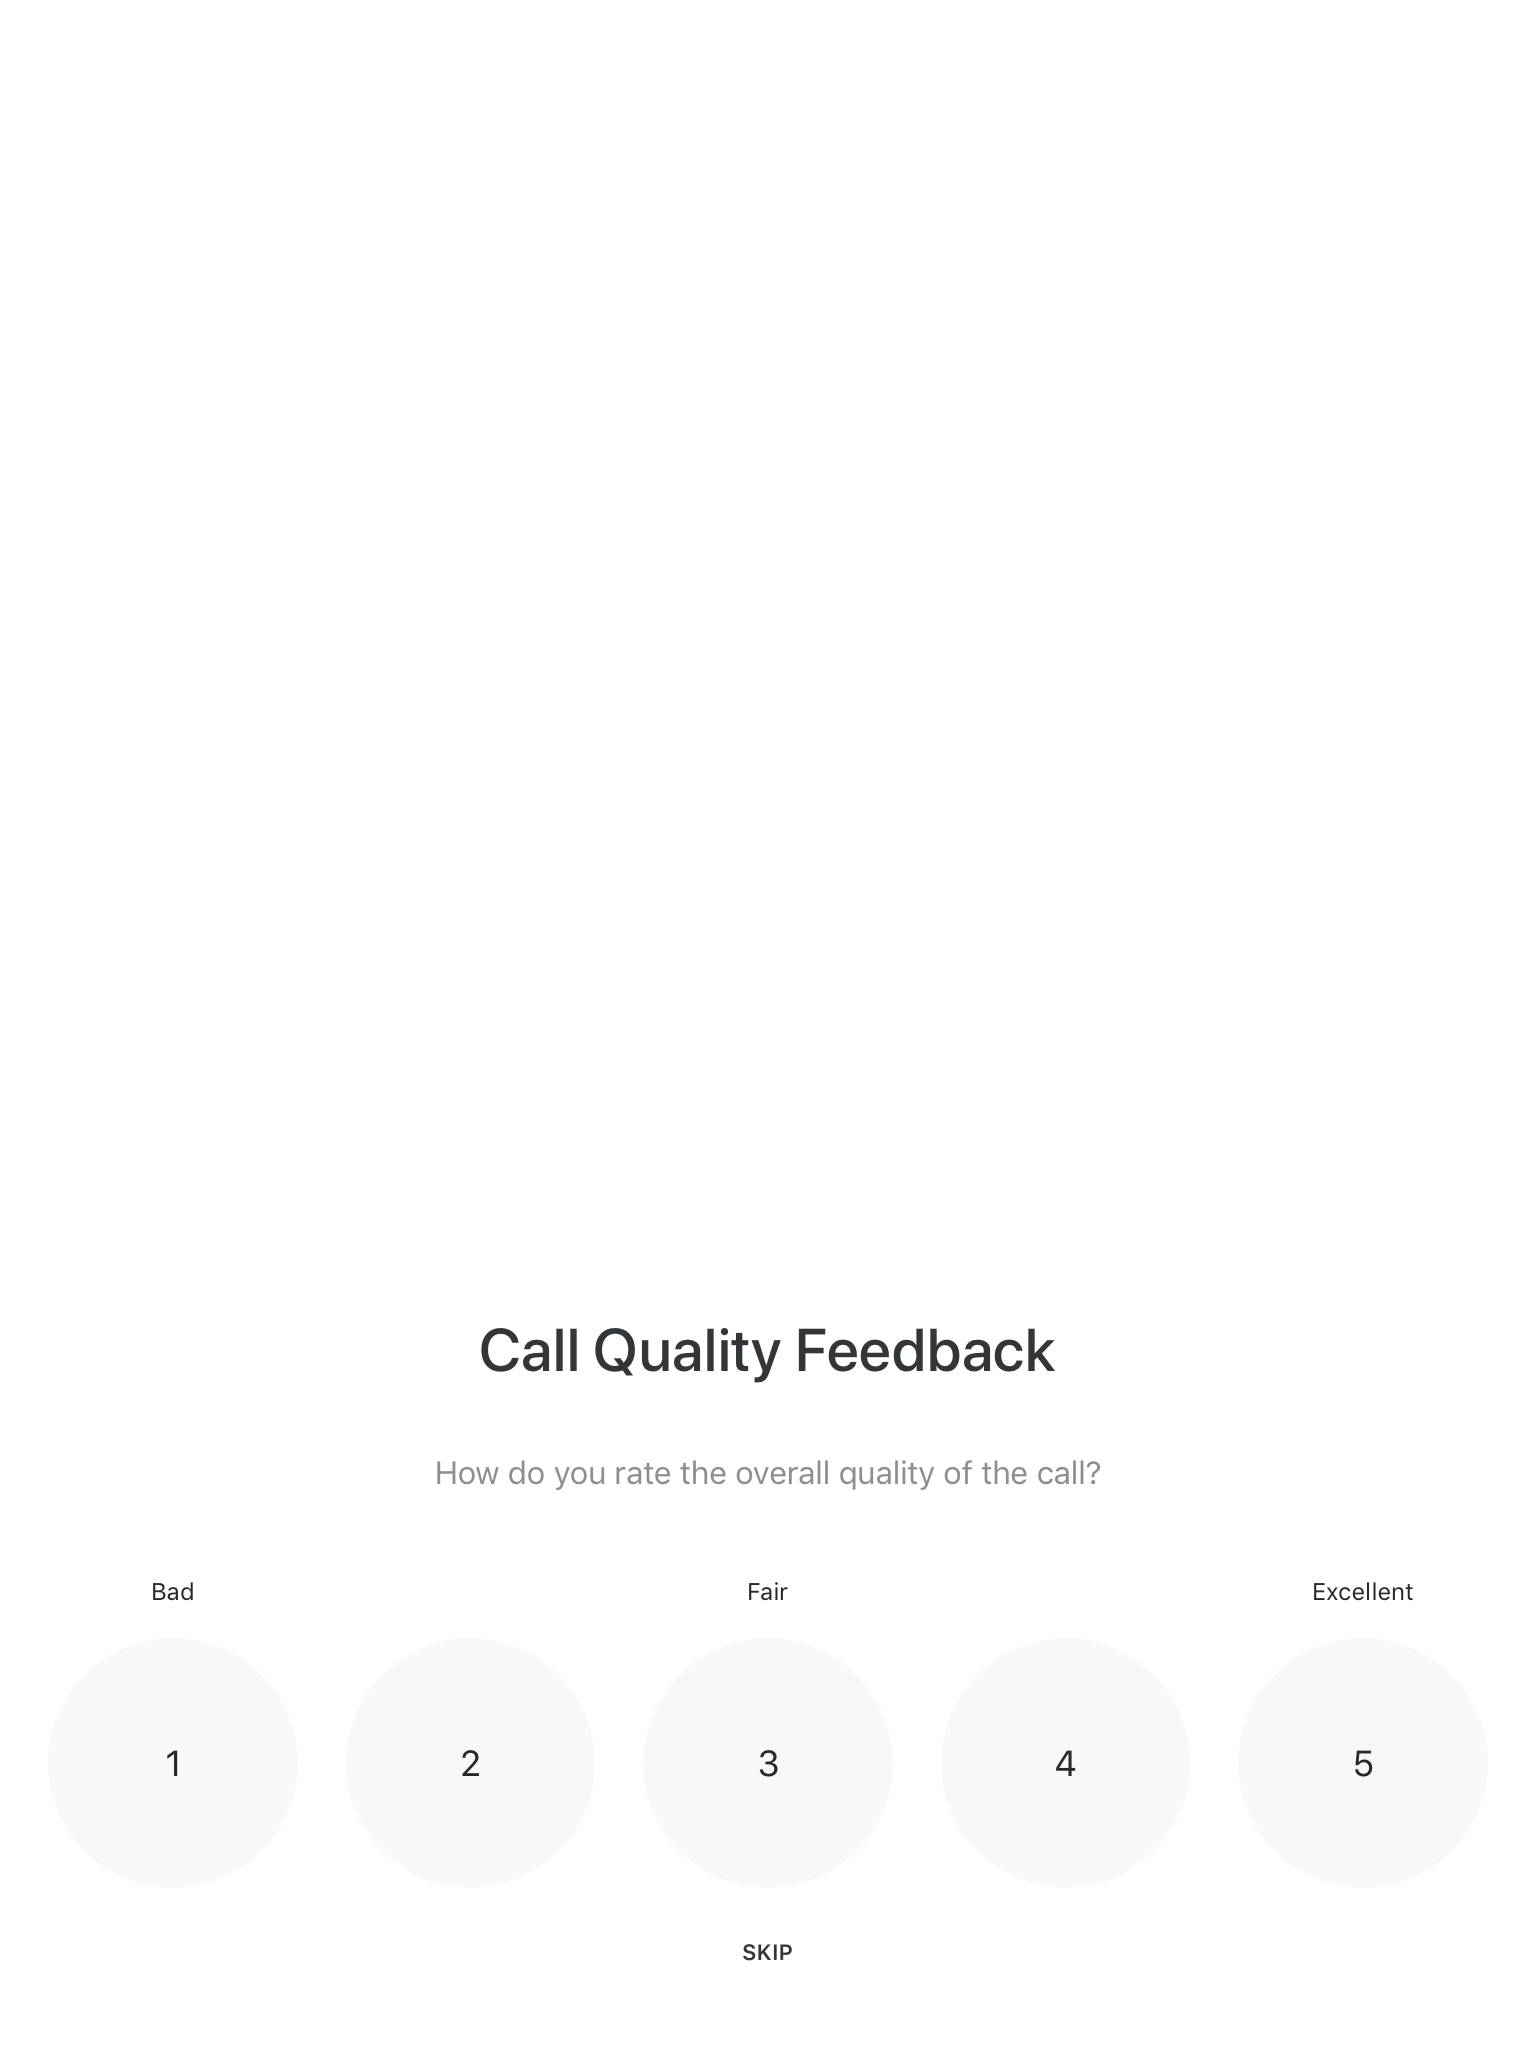 Call Quality Feedback
How do you rate the overall quality of the call?
Bad Fair Excellent
1 2 3 4 5
SKIP